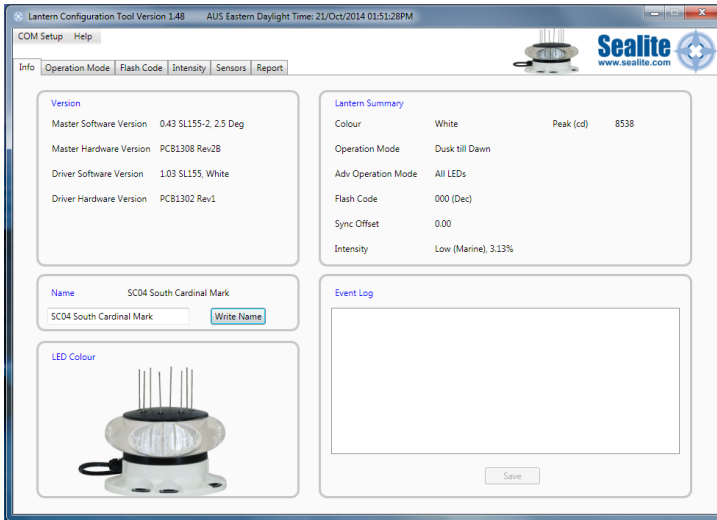 Lantern Configuration Tool Version 1.48 AUS Eastern Daylight Time: 21/Oct/2014 01:51:28PM
COM Setup Help
Sealite
www.sealite.com
Info Operation Mode Flash Code Intensity Sensors Report
Version
Master Software Version 0.43 SL155-2, 2.5 Deg
Master Hardware Version PCB1308 Rev2B
Driver Software Version 1.03 SL155, White
Driver Hardware Version PCB1302 Rev1
Lantern Summary
Colour White Peak (cd) 8538
Operation Mode Dusk till Dawn
Adv Operation Mode All LEDs
Flash Code 000 (Dec)
Sync Offset 0.00
Intensity Low (Marine), 3.13%
Name SC04 South Cardinal Mark
SC04 South Cardinal Mark Write Name
LED Colour
Event Log
Save